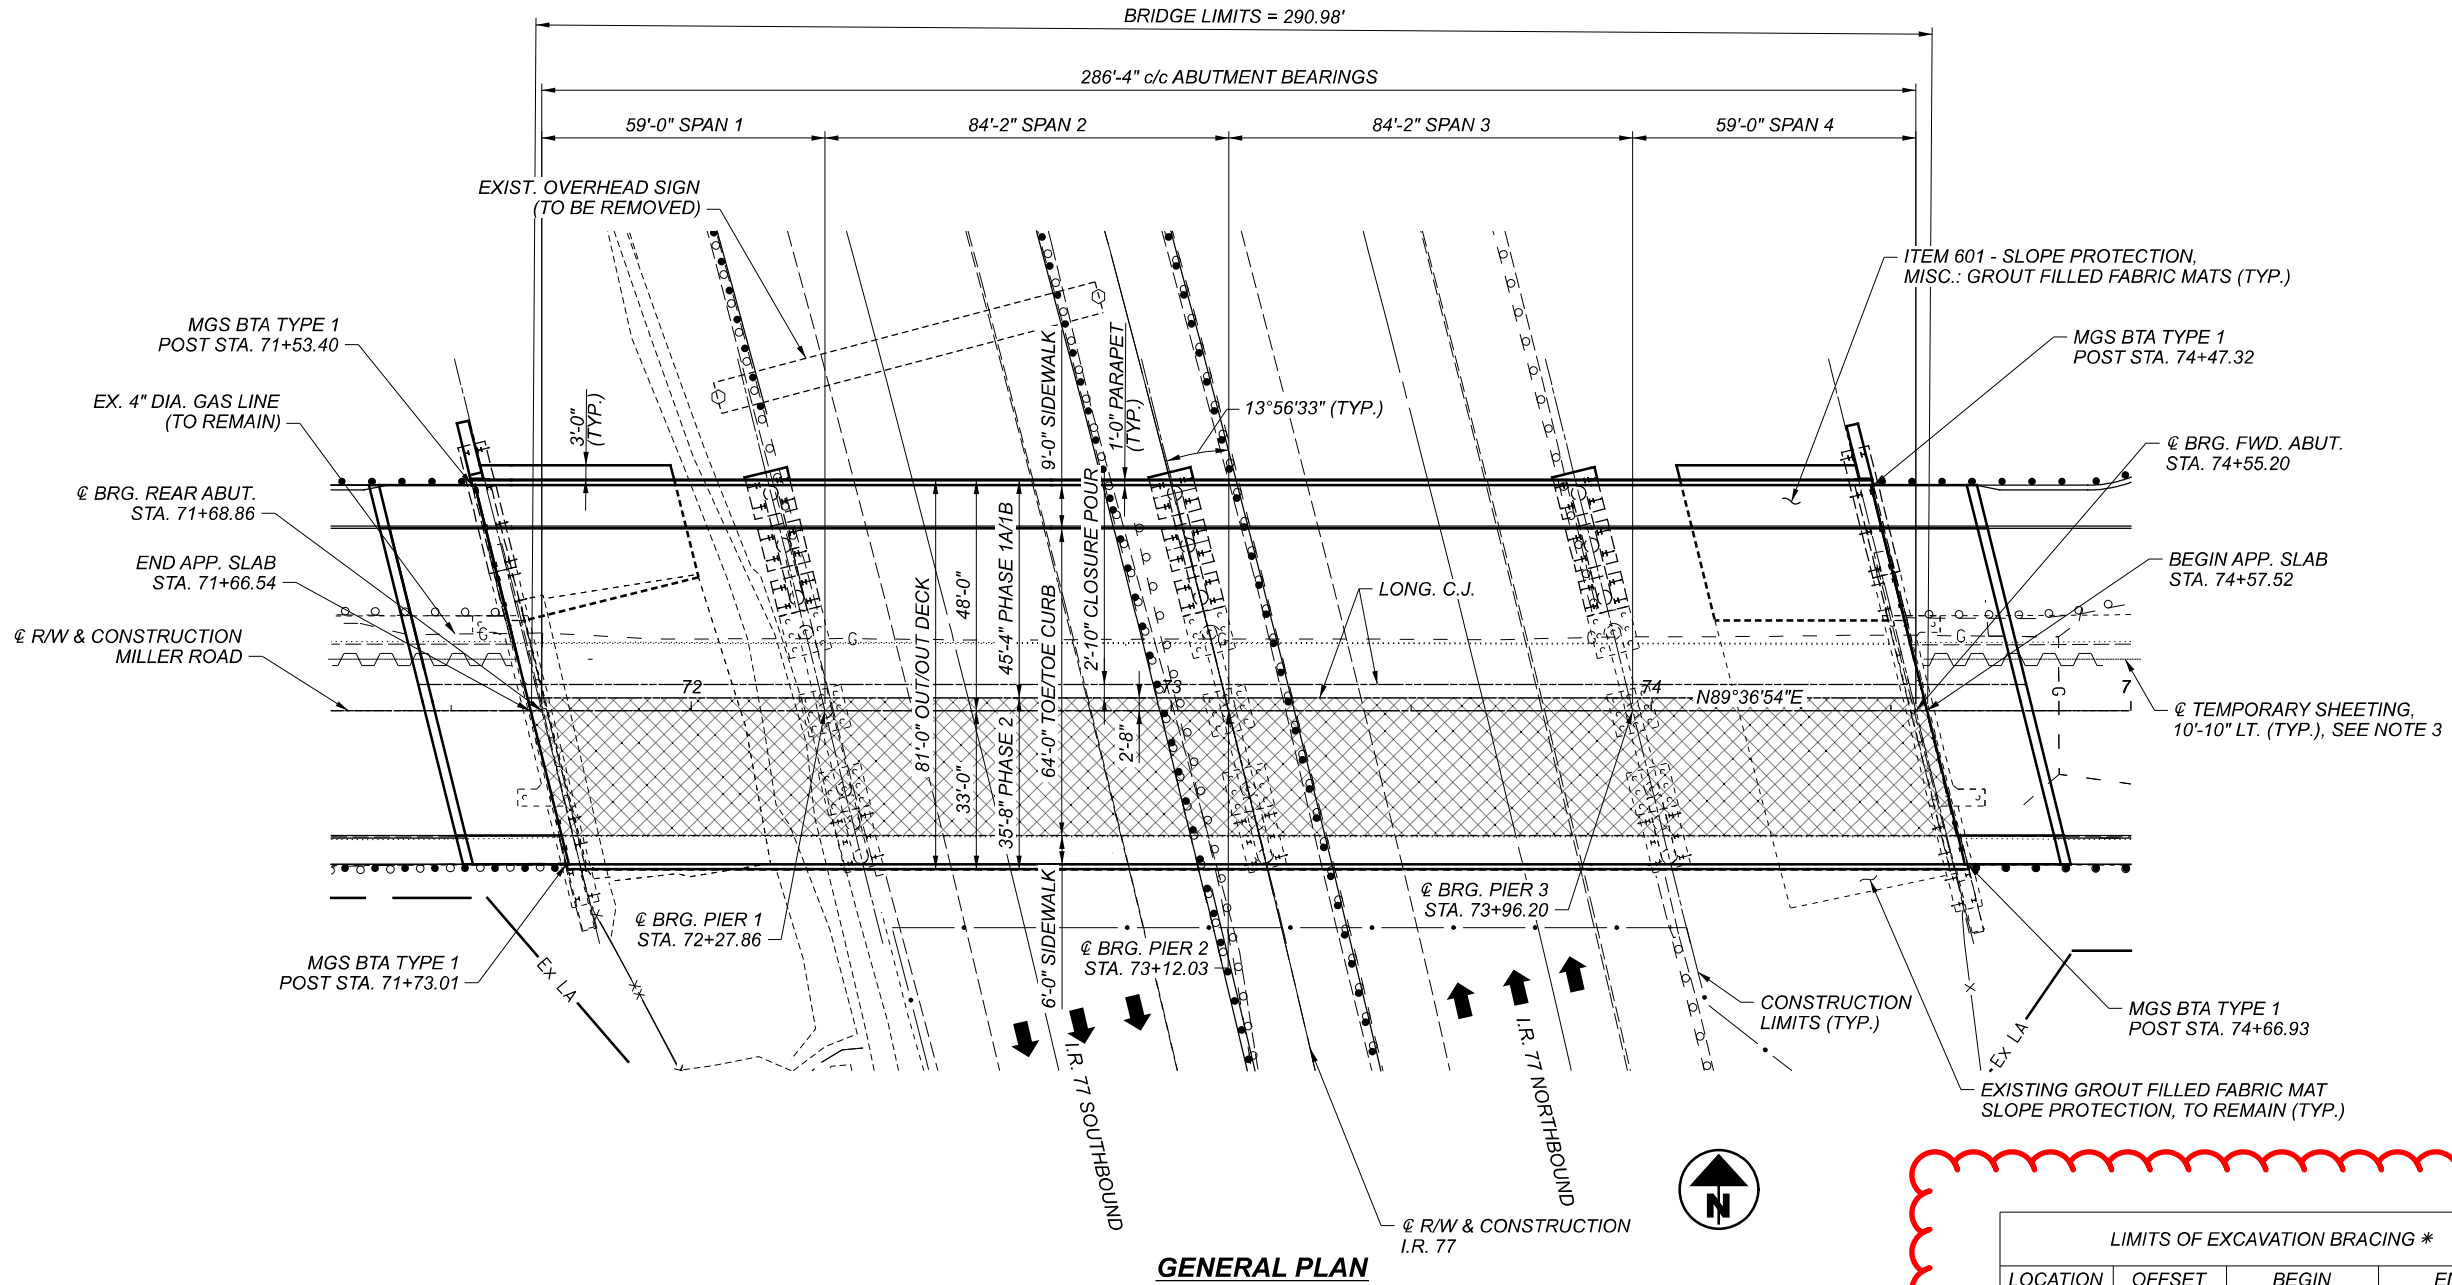 BRIDGE LIMITS = 290.98'
286'-4" c/c ABUTMENT BEARINGS
59'-0" SPAN 1
84'-2" SPAN 2
84'-2" SPAN 3
59'-0" SPAN 4
EXIST. OVERHEAD SIGN
(TO BE REMOVED)
ITEM 601 - SLOPE PROTECTION,
MISC.: GROUT FILLED FABRIC MATS (TYP.)
MGS BTA TYPE 1
POST STA. 71+53.40
MGS BTA TYPE 1
POST STA. 74+47.32
EX. 4" DIA. GAS LINE
(TO REMAIN)
3'-0"
(TYP.)
9'-0" SIDEWALK
1'-0" PARAPET
(TYP.)
13°56'33" (TYP.)
℄ BRG. FWD. ABUT.
STA. 74+55.20
℄ BRG. REAR ABUT.
STA. 71+68.86
END APP. SLAB
STA. 71+66.54
BEGIN APP. SLAB
STA. 74+57.52
℄ R/W & CONSTRUCTION
MILLER ROAD
81'-0" OUT/OUT DECK
48'-0"
33'-0"
45'-4" PHASE 1A/1B
35'-8" PHASE 2
64'-0" TOE/TOE CURB
2'-10" CLOSURE POUR
2'-8"
LONG. C.J.
G
G
G
G
G
G
G
72
73
74
7
N89°36'54"E
℄ TEMPORARY SHEETING,
10'-10" LT. (TYP.), SEE NOTE 3
℄ BRG. PIER 1
STA. 72+27.86
℄ BRG. PIER 2
STA. 73+12.03
℄ BRG. PIER 3
STA. 73+96.20
6'-0" SIDEWALK
MGS BTA TYPE 1
POST STA. 71+73.01
EX LA
XX
X
X
X
CONSTRUCTION
LIMITS (TYP.)
MGS BTA TYPE 1
POST STA. 74+66.93
EX LA
I.R. 77 SOUTHBOUND
I.R. 77 NORTHBOUND
EXISTING GROUT FILLED FABRIC MAT
SLOPE PROTECTION, TO REMAIN (TYP.)
N
℄ R/W & CONSTRUCTION
I.R. 77
GENERAL PLAN
LIMITS OF EXCAVATION BRACING *
LOCATION OFFSET BEGIN